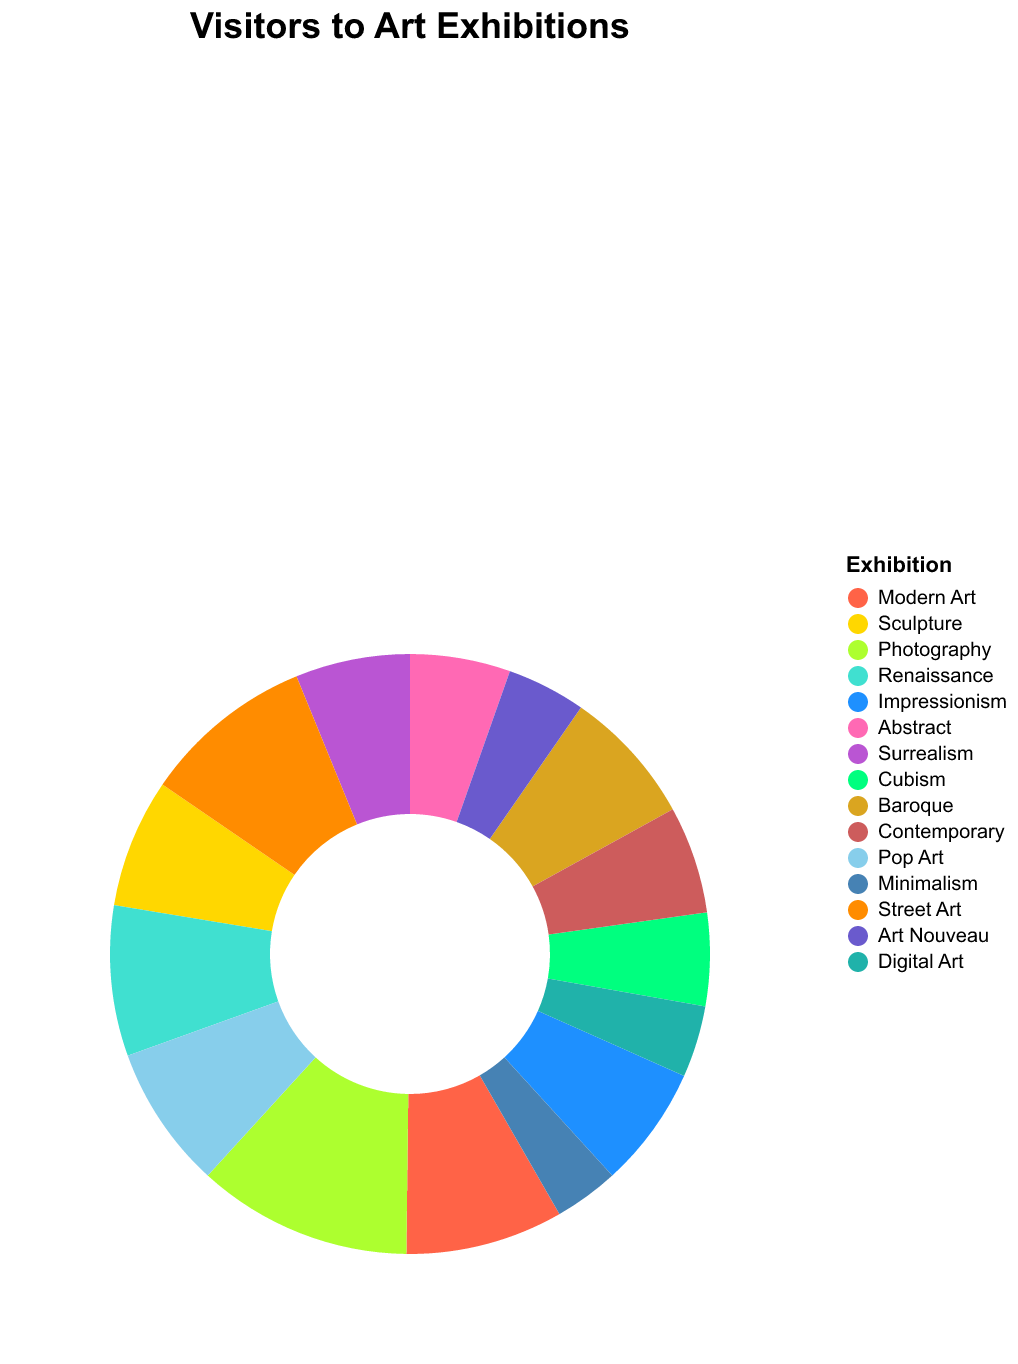 Visitors to Art Exhibitions
Exhibition
Modern Art
Sculpture
Photography
Renaissance
Impressionism
Abstract
Surrealism
Cubism
Baroque
Contemporary
Pop Art
Minimalism
Street Art
Art Nouveau
Digital Art